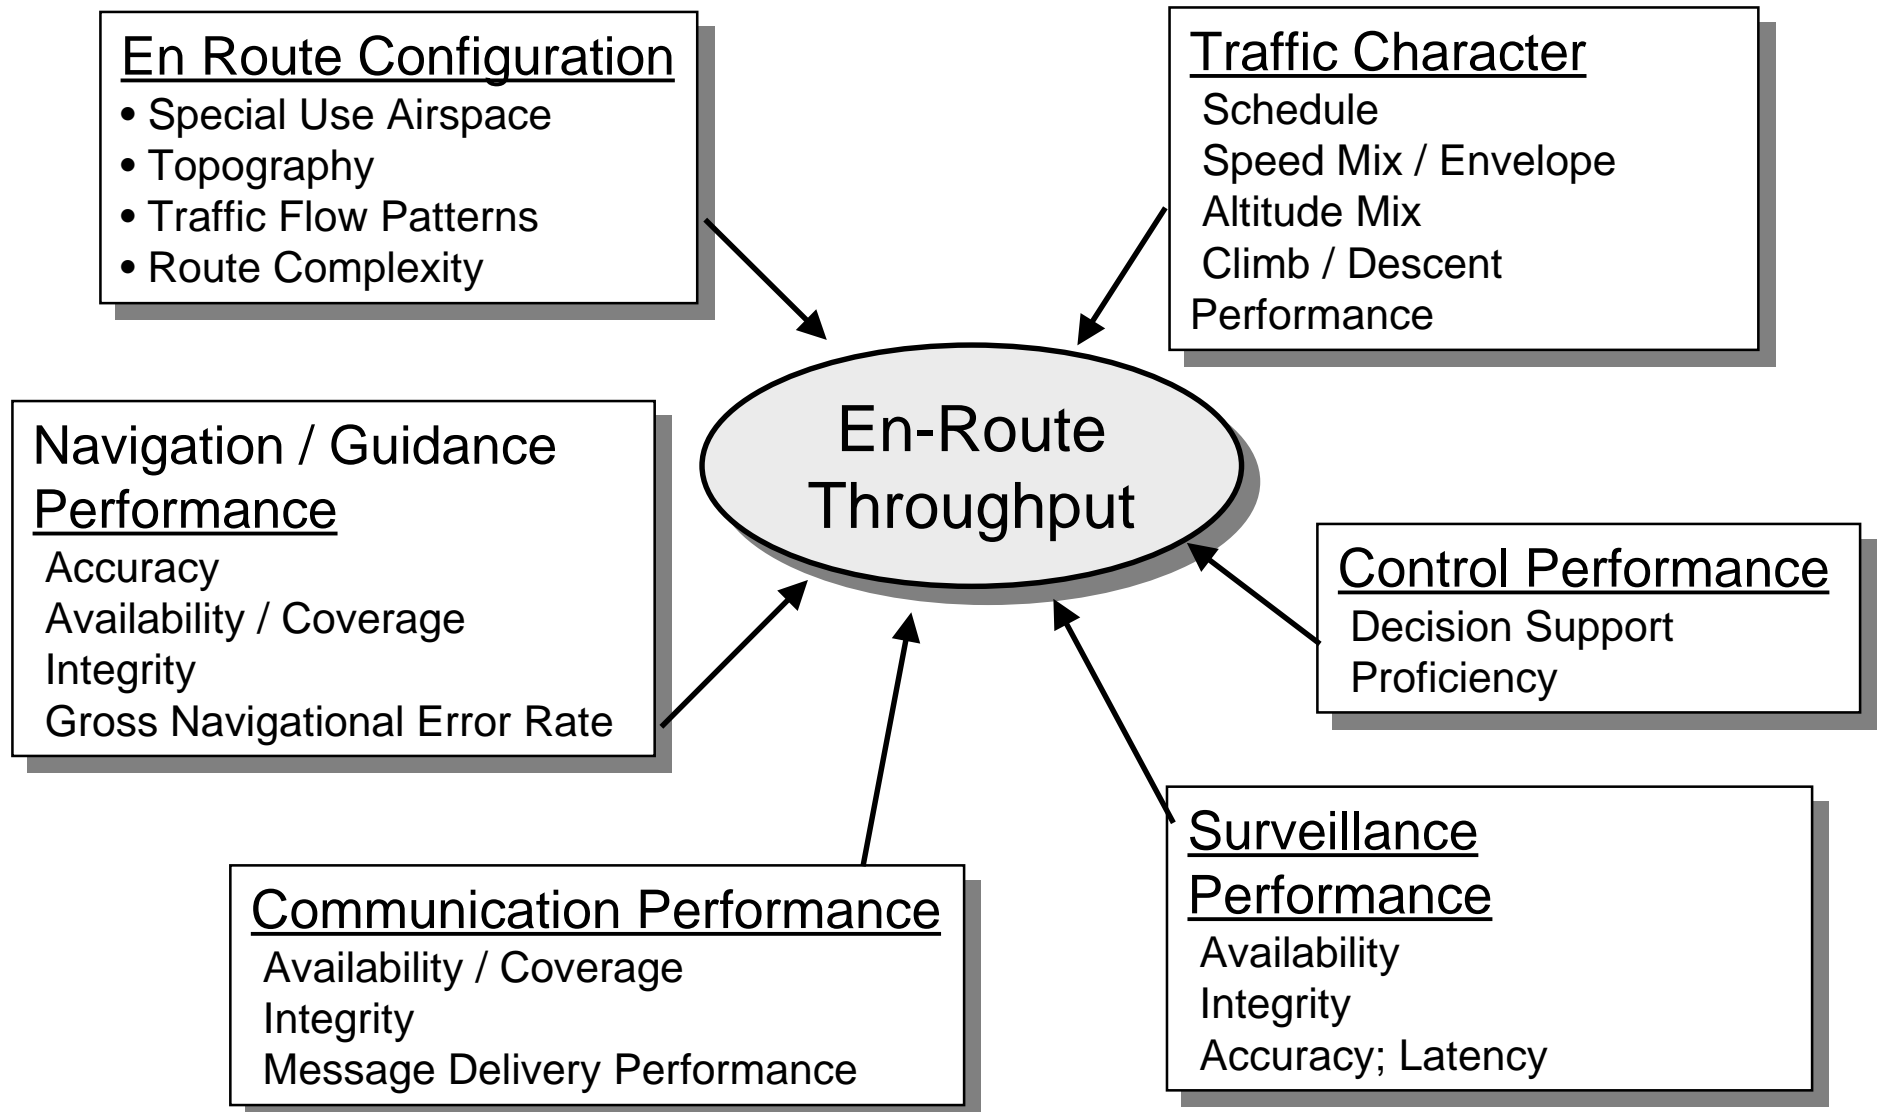 En Route Configuration
• Special Use Airspace
• Topography
• Traffic Flow Patterns
• Route Complexity
Traffic Character
Schedule
Speed Mix / Envelope
Altitude Mix
Climb / Descent
Performance
En-Route
Throughput
Navigation / Guidance
Performance
Accuracy
Availability / Coverage
Integrity
Gross Navigational Error Rate
Control Performance
Decision Support
Proficiency
Communication Performance
Availability / Coverage
Integrity
Message Delivery Performance
Surveillance
Performance
Availability
Integrity
Accuracy; Latency